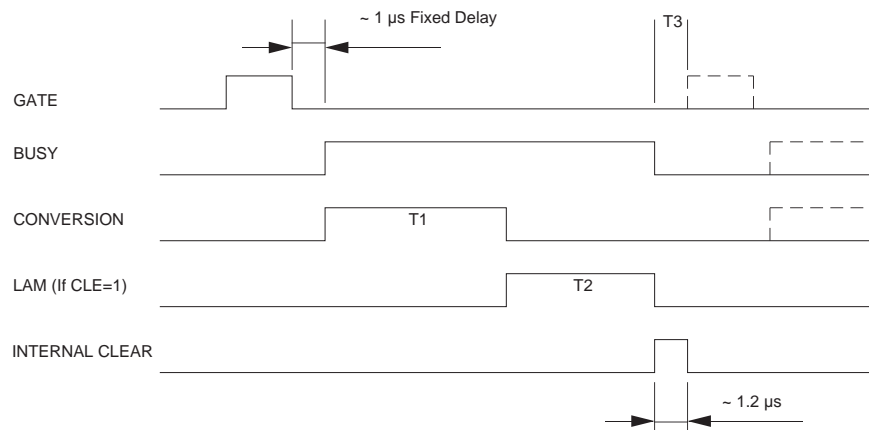 ~ 1 µs Fixed Delay
T3
GATE
BUSY
CONVERSION
T1
LAM (If CLE=1)
T2
INTERNAL CLEAR
~ 1.2 µs